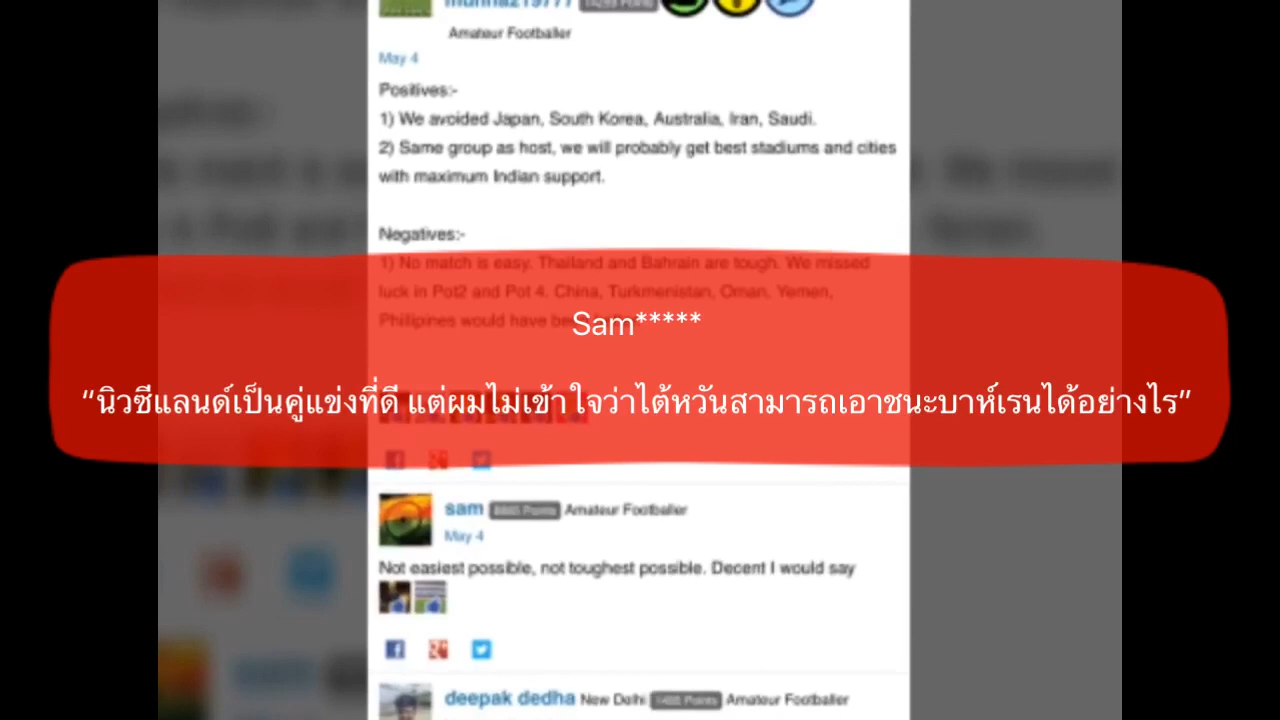 Amateur Footballer
May 4
Positives:-
1) We avoided Japan, South Korea, Australia, Iran, Saudi.
2) Same group as host, we will probably get best stadiums and cities
with maximum Indian support.
Negatives:-
1) No match is easy. Thailand and Bahrain are tough. We missed
luck in Pot2 and Pot 4. China, Turkmenistan, Oman, Yemen,
Phillipines would have
Sam*****
“นิวซีแลนด์เป็นคู่แข่งที่ดี แต่ผมไม่เข้าใจว่าไต้หวันสามารถเอาชนะบาห์เรนได้อย่างไร”
sam Points Amateur Footballer
May 4
Not easiest possible, not toughest possible. Decent I would say
deepak dedha New Delhi Points Amateur Footballer